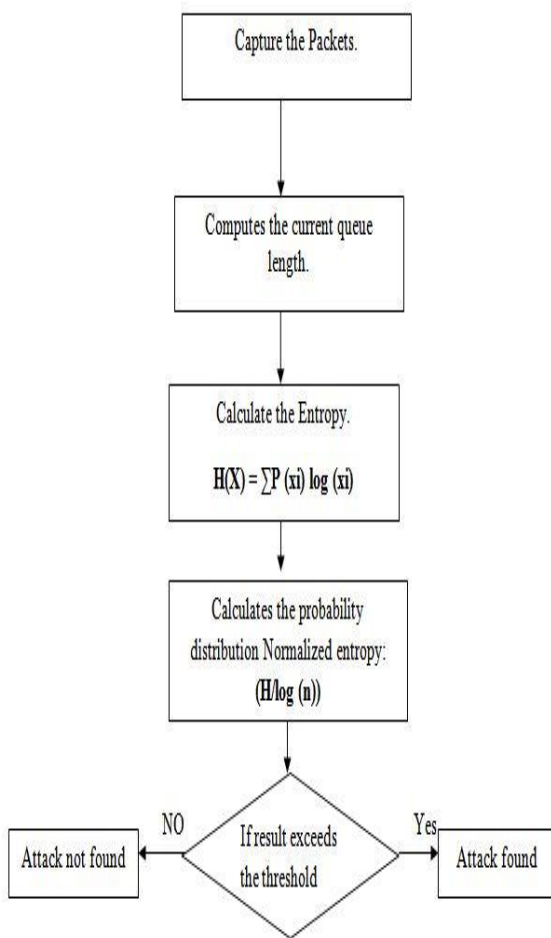 Capture the Packets.
Computes the current queue
length.
Calculate the Entropy.
H(X) = ∑P (xi) log (xi)
Calculates the probability
distribution Normalized entropy:
(H/log (n))
NO
Yes
Attack not found
If result exceeds
the threshold
Attack found